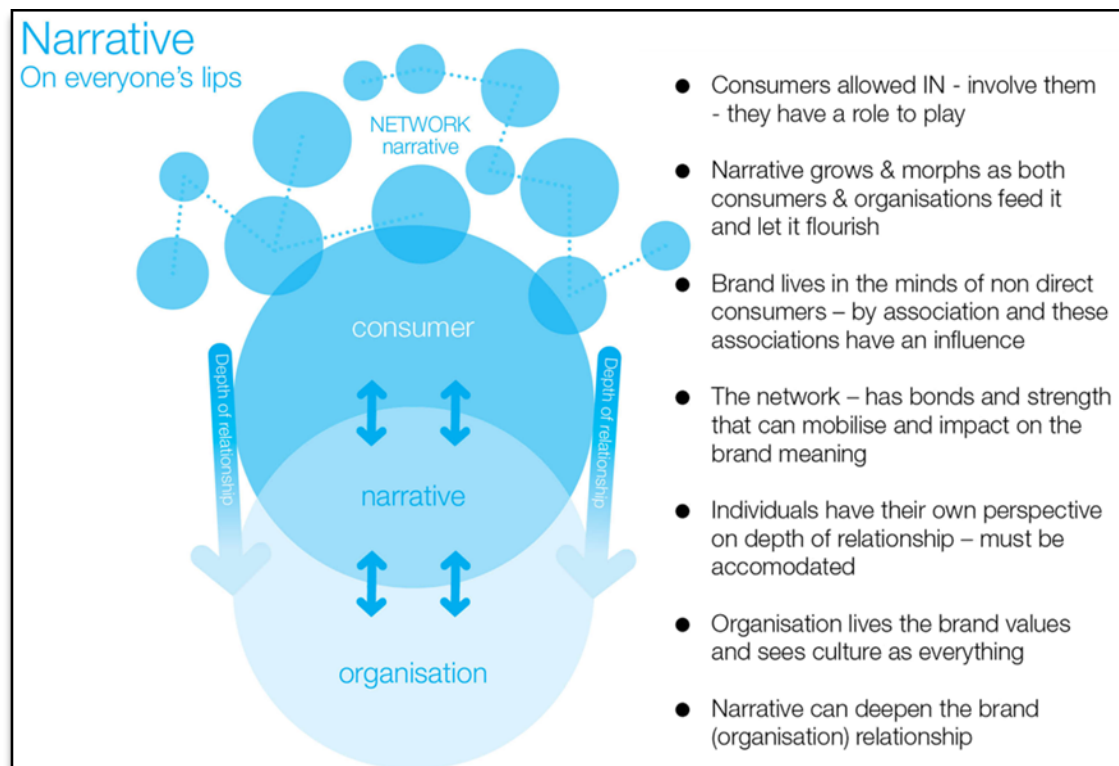 Narrative
On everyone's lips
NETWORK
narrative
consumer
Depth of relationship
Depth of relationship
narrative
organisation
● Consumers allowed IN - involve them
- they have a role to play
● Narrative grows & morphs as both
consumers & organisations feed it
and let it flourish
● Brand lives in the minds of non direct
consumers – by association and these
associations have an influence
● The network – has bonds and strength
that can mobilise and impact on the
brand meaning
● Individuals have their own perspective
on depth of relationship – must be
accomodated
● Organisation lives the brand values
and sees culture as everything
● Narrative can deepen the brand
(organisation) relationship